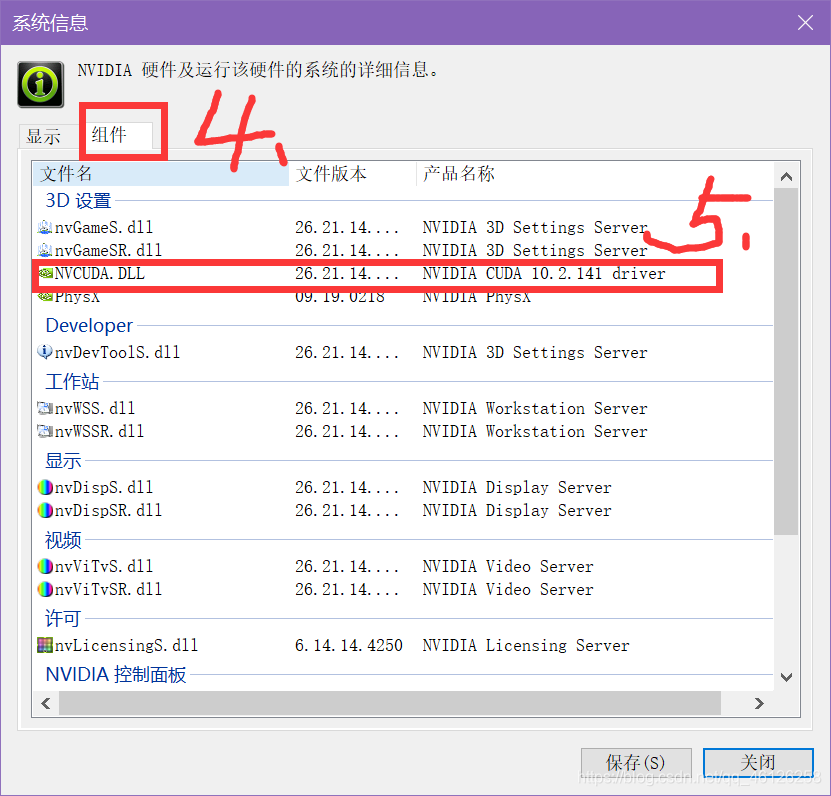 系统信息
NVIDIA 硬件及运行该硬件的系统的详细信息。
显示 组件 4.
文件名 文件版本 产品名称
3D 设置
nvGameS.dll 26.21.14.... NVIDIA 3D Settings Server 5.
nvGameSR.dll 26.21.14.... NVIDIA 3D Settings Server
NVCUDA.DLL 26.21.14.... NVIDIA CUDA 10.2.141 driver
PhysX 09.19.0218 NVIDIA PhysX
Developer
nvDevToolS.dll 26.21.14.... NVIDIA 3D Settings Server
工作站
nvWSS.dll 26.21.14.... NVIDIA Workstation Server
nvWSSR.dll 26.21.14.... NVIDIA Workstation Server
显示
nvDispS.dll 26.21.14.... NVIDIA Display Server
nvDispSR.dll 26.21.14.... NVIDIA Display Server
视频
nvViTvS.dll 26.21.14.... NVIDIA Video Server
nvViTvSR.dll 26.21.14.... NVIDIA Video Server
许可
nvLicensingS.dll 6.14.14.4250 NVIDIA Licensing Server
NVIDIA 控制面板
保存(S) 关闭